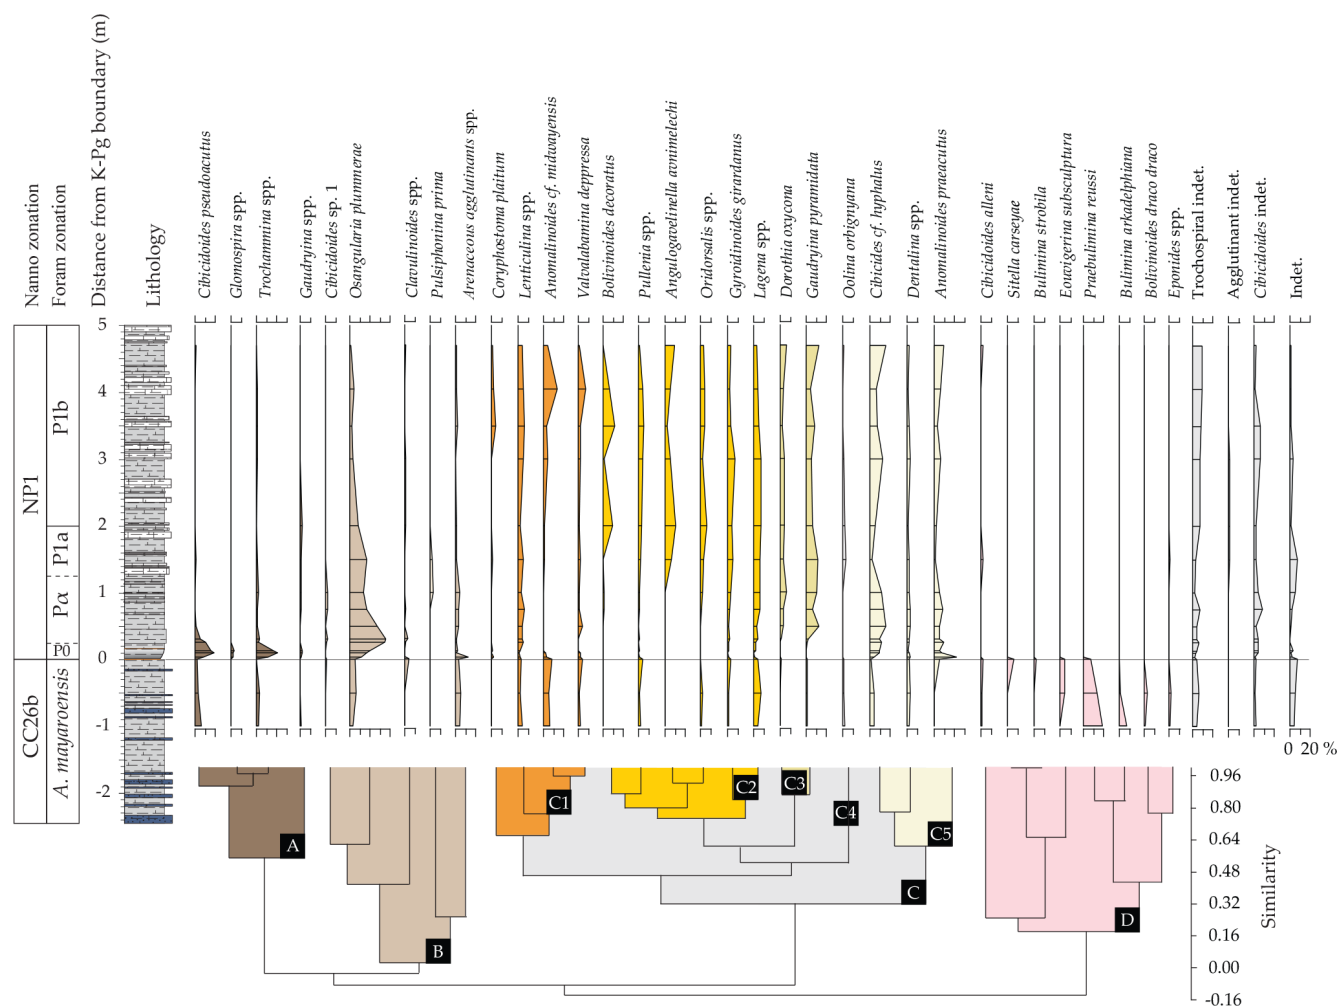 Nanno zonation
Foram zonation
Distance from K-Pg boundary (m)
Lithology
Cibicidoides pseudoacutus
Glomospira spp.
Trochammina spp.
Gaudryina spp.
Cibicidoides sp. 1
Osangularia plummerae
Clavulinoides spp.
Pulsiphonina prima
Arenaceous agglutinants spp.
Coryphostoma plaitum
Lenticulina spp.
Anomalinoides cf. midwayensis
Valvalabamina depressa
Bolivinoides decoratus
Pullenia spp.
Angulogavelinella avnimelechi
Oridorsalis spp.
Gyroidinoides girardanus
Lagena spp.
Dorothia oxycona
Gaudryina pyramidata
Oolina orbignyana
Cibicides cf. hyphalus
Dentalina spp.
Anomalinoides praeacutus
Cibicidoides alleni
Sitella carseyae
Bulimina strobila
Eouvigerina subsculptura
Praebulimina reussi
Bulimina arkadelphiana
Bolivinoides draco draco
Eponides spp.
Trochospiral indet.
Agglutinant indet.
Cibicidoides indet.
Indet.
NP1
CC26b
P1b
P1a
Pα
P0
A. mayaroensis
5
4
3
2
1
0
-1
-2
0 20 %
A
B
C1
C2
C3
C4
C5
C
D
0.96
0.80
0.64
0.48
0.32
0.16
0.00
-0.16
Similarity